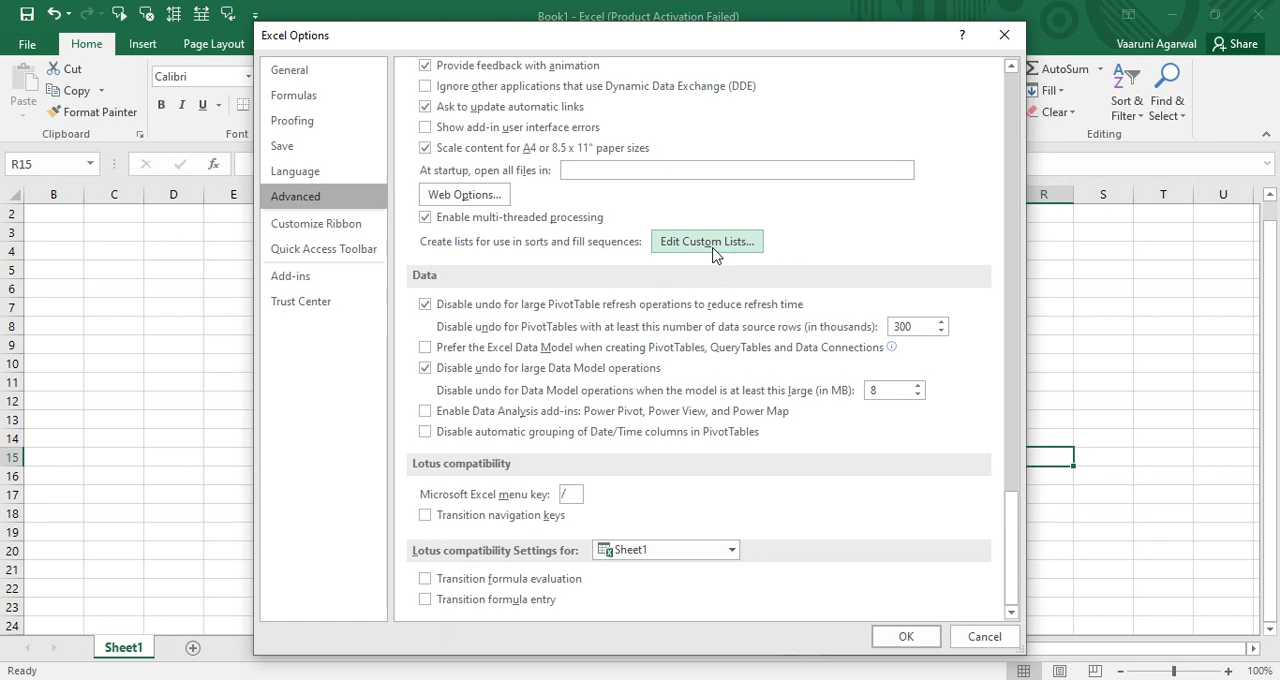 Book1 - Excel (Product Activation Failed)
File Home Insert Page Layout
Vaaruni Agarwal Share
Cut
Copy
Format Painter
Paste
Clipboard
Calibri
B I U
Font
AutoSum
Fill
Clear
Sort & Filter
Find & Select
Editing
R15
fx
B C D E R S T U
2
3
4
5
6
7
8
9
10
11
12
13
14
15
16
17
18
19
20
21
22
23
24
Excel Options ?
General
Formulas
Proofing
Save
Language
Advanced
Customize Ribbon
Quick Access Toolbar
Add-ins
Trust Center
Provide feedback with animation
Ignore other applications that use Dynamic Data Exchange (DDE)
Ask to update automatic links
Show add-in user interface errors
Scale content for A4 or 8.5 x 11" paper sizes
At startup, open all files in:
Web Options...
Enable multi-threaded processing
Create lists for use in sorts and fill sequences: Edit Custom Lists...
Data
Disable undo for large PivotTable refresh operations to reduce refresh time
Disable undo for PivotTables with at least this number of data source rows (in thousands): 300
Prefer the Excel Data Model when creating PivotTables, QueryTables and Data Connections
Disable undo for large Data Model operations
Disable undo for Data Model operations when the model is at least this large (in MB): 8
Enable Data Analysis add-ins: Power Pivot, Power View, and Power Map
Disable automatic grouping of Date/Time columns in PivotTables
Lotus compatibility
Microsoft Excel menu key: /
Transition navigation keys
Lotus compatibility Settings for: Sheet1
Transition formula evaluation
Transition formula entry
OK Cancel
Sheet1
Ready 100%